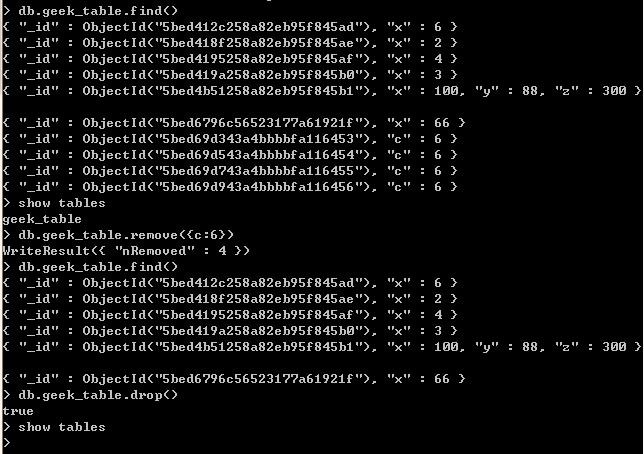 > db.geek_table.find()
{ "_id" : ObjectId("5bed412c258a82eb95f845ad"), "x" : 6 }
{ "_id" : ObjectId("5bed418f258a82eb95f845ae"), "x" : 2 }
{ "_id" : ObjectId("5bed4195258a82eb95f845af"), "x" : 4 }
{ "_id" : ObjectId("5bed419a258a82eb95f845b0"), "x" : 3 }
{ "_id" : ObjectId("5bed4b51258a82eb95f845b1"), "x" : 100, "y" : 88, "z" : 300 }
{ "_id" : ObjectId("5bed6796c56523177a61921f"), "x" : 66 }
{ "_id" : ObjectId("5bed69d343a4bbbbfa116453"), "c" : 6 }
{ "_id" : ObjectId("5bed69d543a4bbbbfa116454"), "c" : 6 }
{ "_id" : ObjectId("5bed69d743a4bbbbfa116455"), "c" : 6 }
{ "_id" : ObjectId("5bed69d943a4bbbbfa116456"), "c" : 6 }
> show tables
geek_table
> db.geek_table.remove({c:6})
WriteResult({ "nRemoved" : 4 })
> db.geek_table.find()
{ "_id" : ObjectId("5bed412c258a82eb95f845ad"), "x" : 6 }
{ "_id" : ObjectId("5bed418f258a82eb95f845ae"), "x" : 2 }
{ "_id" : ObjectId("5bed4195258a82eb95f845af"), "x" : 4 }
{ "_id" : ObjectId("5bed419a258a82eb95f845b0"), "x" : 3 }
{ "_id" : ObjectId("5bed4b51258a82eb95f845b1"), "x" : 100, "y" : 88, "z" : 300 }
{ "_id" : ObjectId("5bed6796c56523177a61921f"), "x" : 66 }
> db.geek_table.drop()
true
> show tables
>